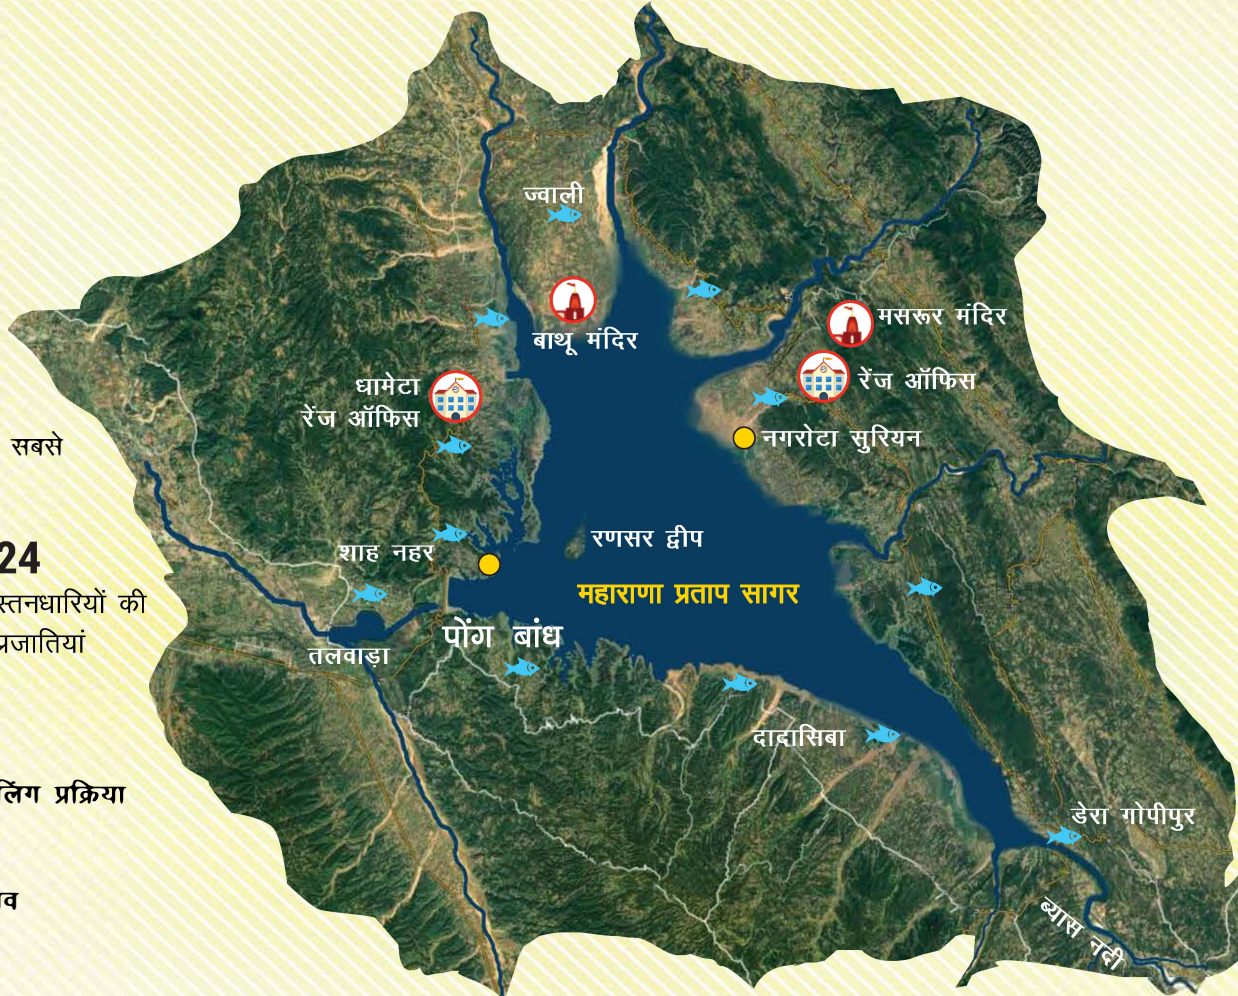 ज्वाली
बाथू मंदिर
मसरूर मंदिर
रेंज ऑफिस
धामेटा
रेंज ऑफिस
नगरोटा सुरियन
सबसे
रणसर द्वीप
शाह नहर
24
महाराणा प्रताप सागर
स्तनधारियों की
प्रजातियां
पोंग बांध
तलवाड़ा
दादासिबा
लिंग प्रक्रिया
डेरा गोपीपुर
ब्यास नदी